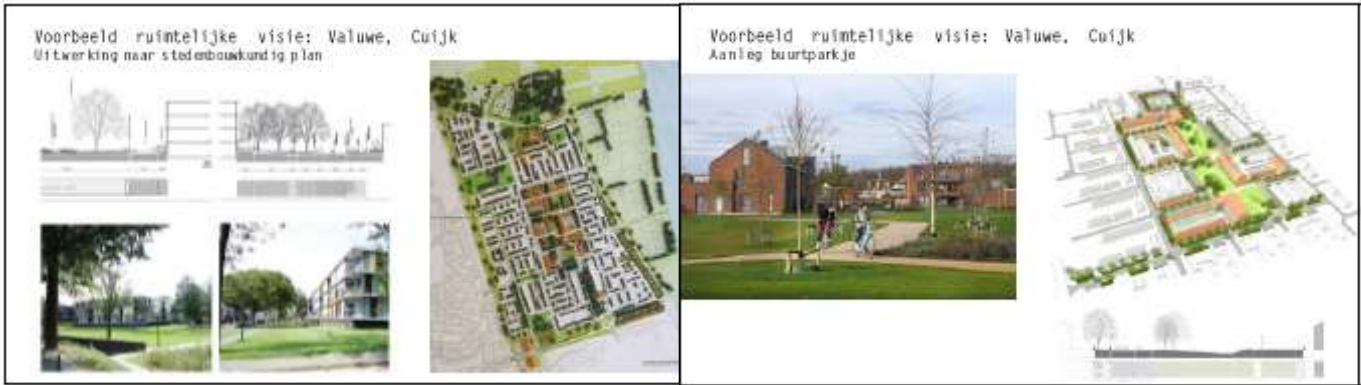 Voorbeeld ruimtelijke visie: Valuwe, Cuijk
Uitwerking naar stedenbouwkundig plan
Voorbeeld ruimtelijke visie: Valuwe, Cuijk
Aanleg buurtparkje